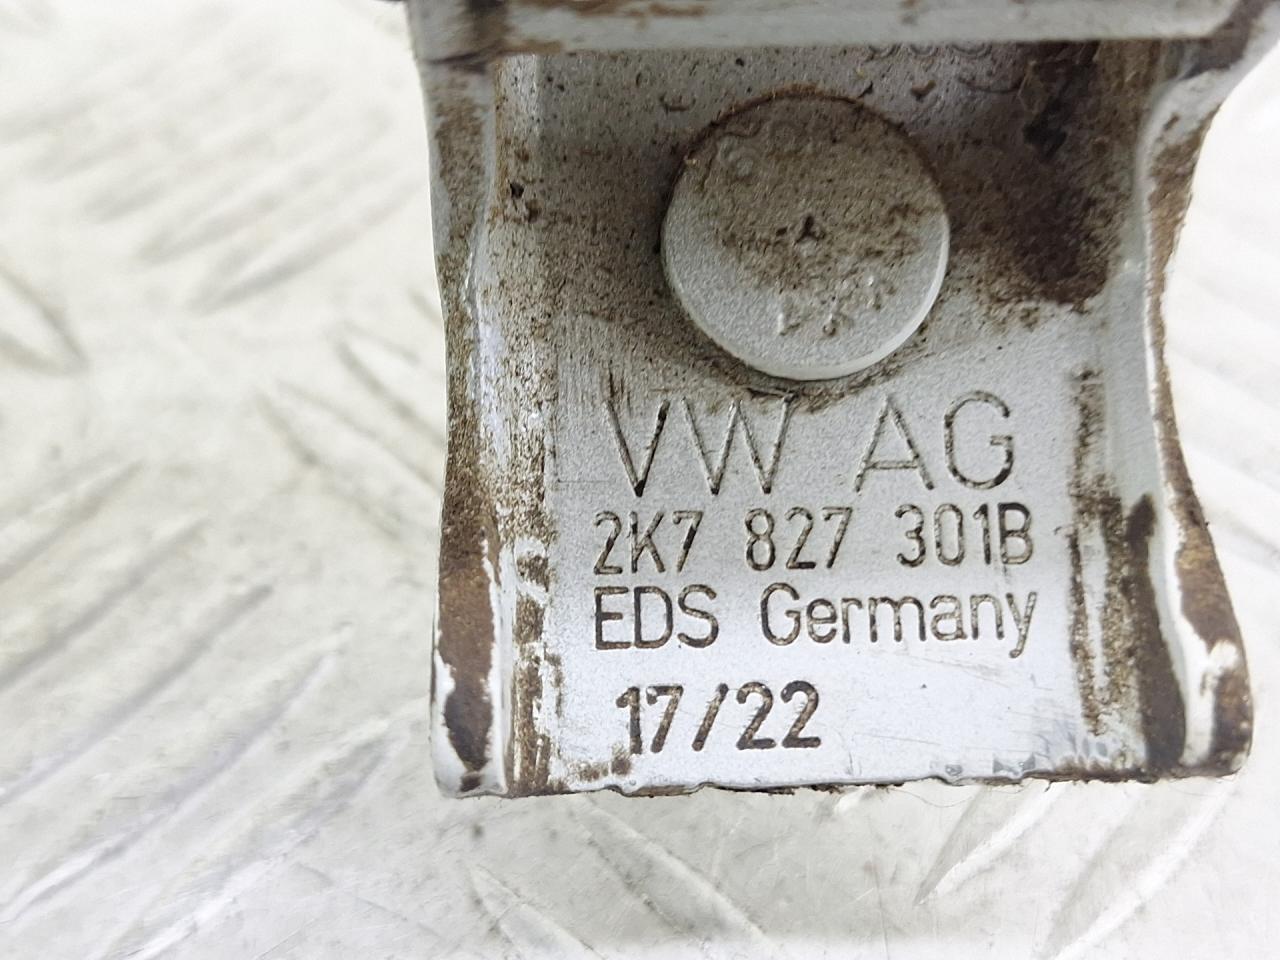 VW AG
2K7 827 301B
EDS Germany
17/22